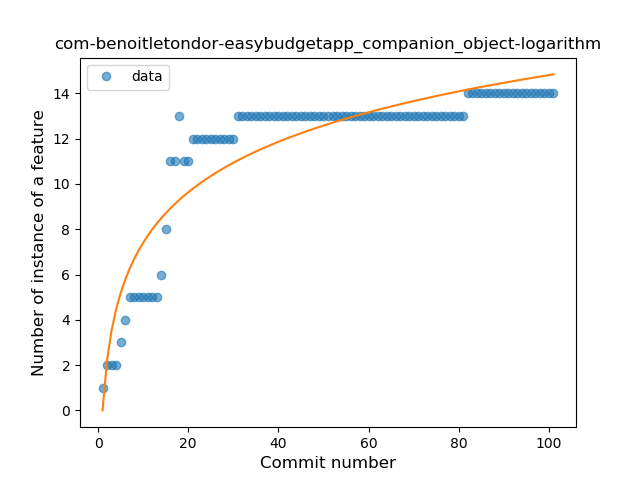 com-benoitletondor-easybudgetapp_companion_object-logarithm
data
Number of instance of a feature
14
12
10
8
6
4
2
0
0 20 40 60 80 100
Commit number